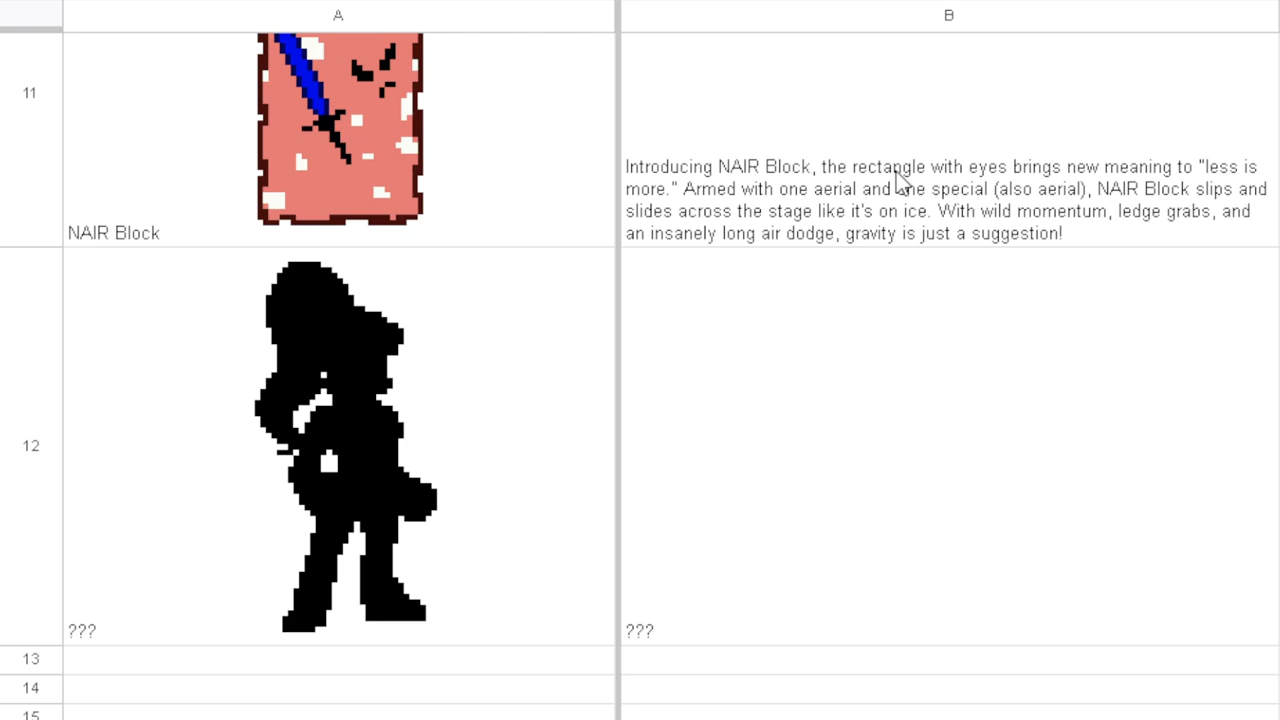 A
B
11
Introducing NAIR Block, the rectangle with eyes brings new meaning to "less is
more." Armed with one aerial and one special (also aerial), NAIR Block slips and
slides across the stage like it's on ice. With wild momentum, ledge grabs, and
an insanely long air dodge, gravity is just a suggestion!
NAIR Block
12
???
???
13
14
15